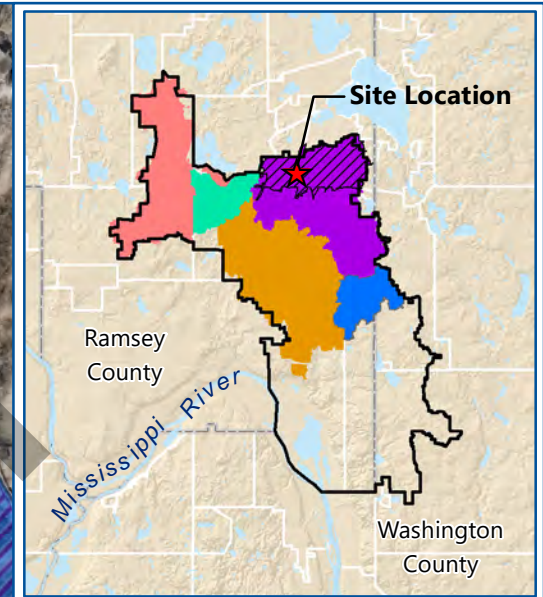 Site Location
Ramsey
County
Mississippi River
Washington
County